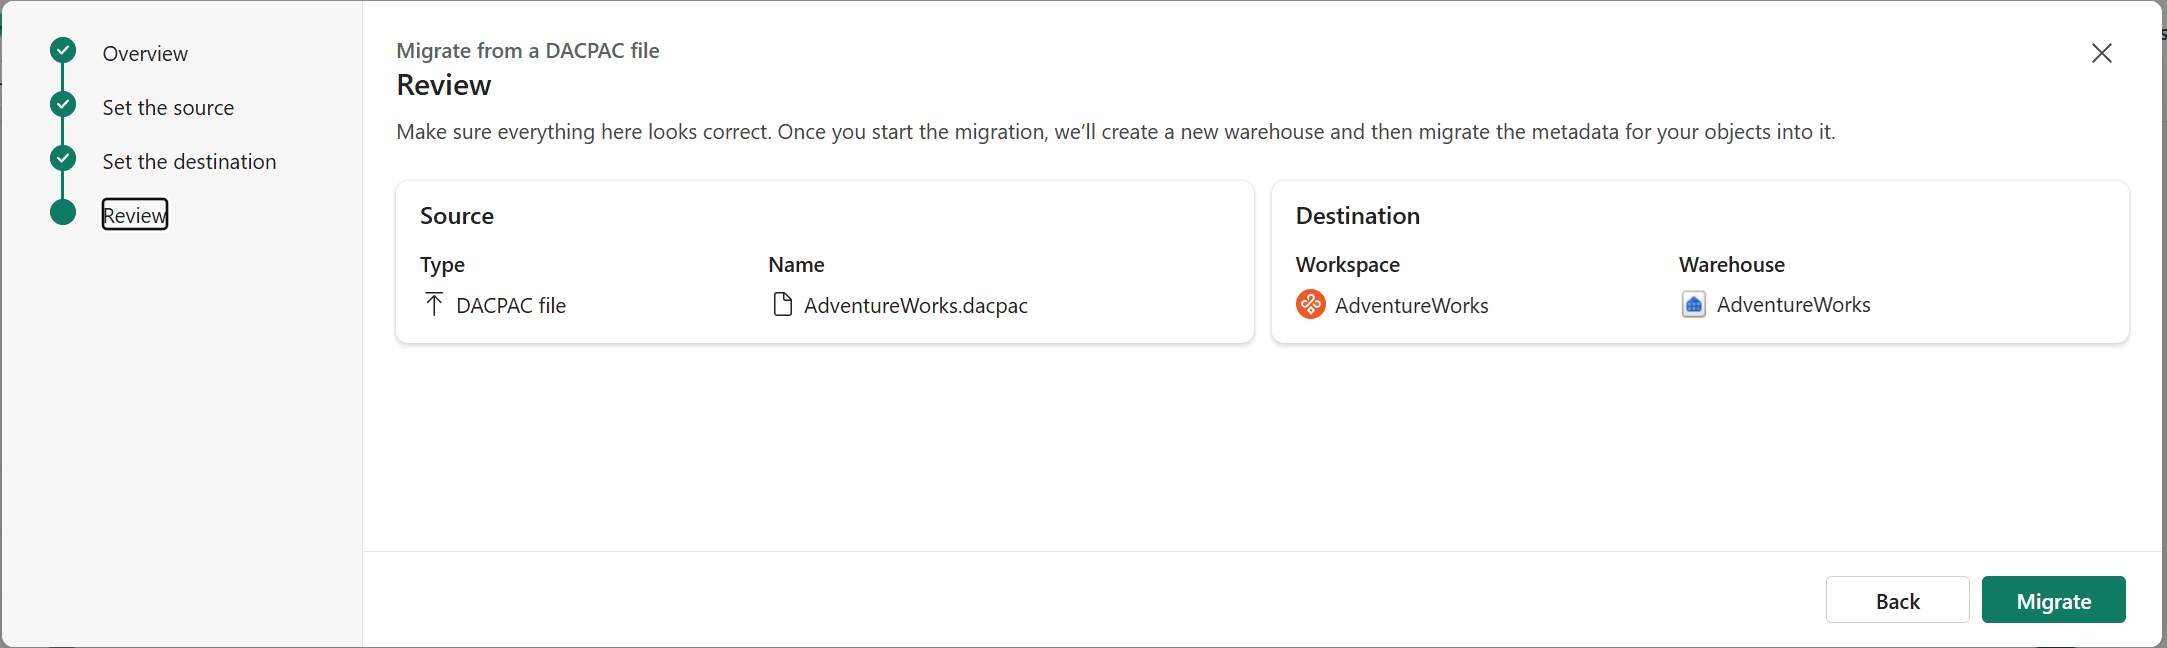 Overview
Set the source
Set the destination
Review
Migrate from a DACPAC file
Review
Make sure everything here looks correct. Once you start the migration, we’ll create a new warehouse and then migrate the metadata for your objects into it.
Source
Type
Name
DACPAC file
AdventureWorks.dacpac
Destination
Workspace
Warehouse
AdventureWorks
AdventureWorks
Back
Migrate